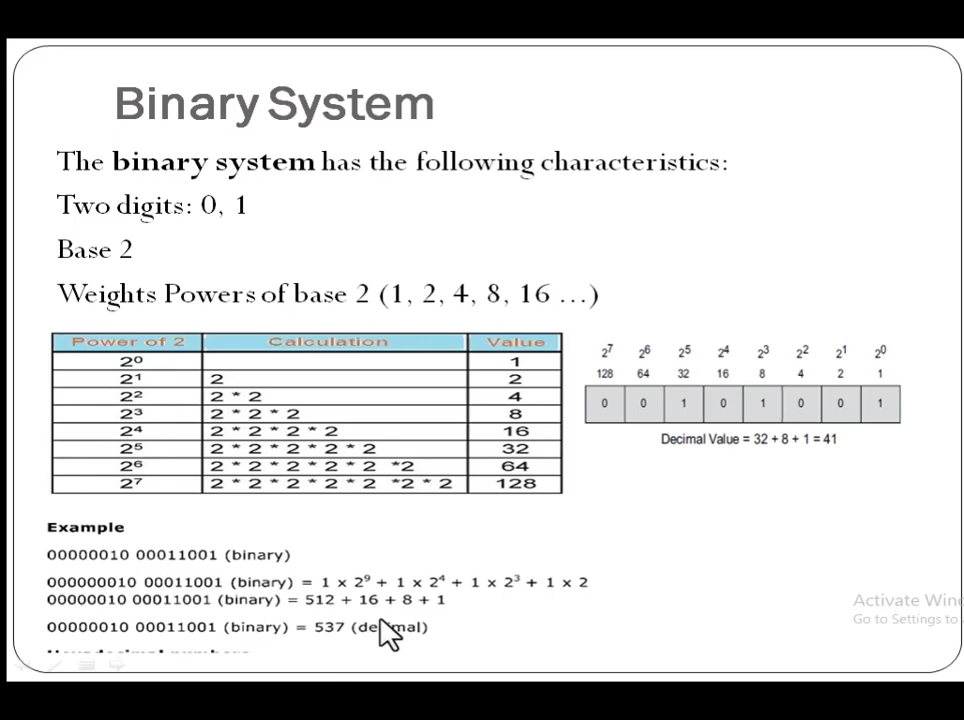 Binary System
The binary system has the following characteristics:
Two digits: 0, 1
Base 2
Weights Powers of base 2 (1, 2, 4, 8, 16 ...)
Power of 2 Calculation Value
2⁰ 1
2¹ 2 2
2² 2 * 2 4
2³ 2 * 2 * 2 8
2⁴ 2 * 2 * 2 * 2 16
2⁵ 2 * 2 * 2 * 2 * 2 32
2⁶ 2 * 2 * 2 * 2 * 2 *2 64
2⁷ 2 * 2 * 2 * 2 * 2 *2 * 2 128
2⁷ 2⁶ 2⁵ 2⁴ 2³ 2² 2¹ 2⁰
128 64 32 16 8 4 2 1
0 0 1 0 1 0 0 1
Decimal Value = 32 + 8 + 1 = 41
Example
00000010 00011001 (binary)
000000010 00011001 (binary) = 1 x 2⁹ + 1 x 2⁴ + 1 x 2³ + 1 x 2
00000010 00011001 (binary) = 512 + 16 + 8 + 1
00000010 00011001 (binary) = 537 (decimal)
Activate Win
Go to Settings to